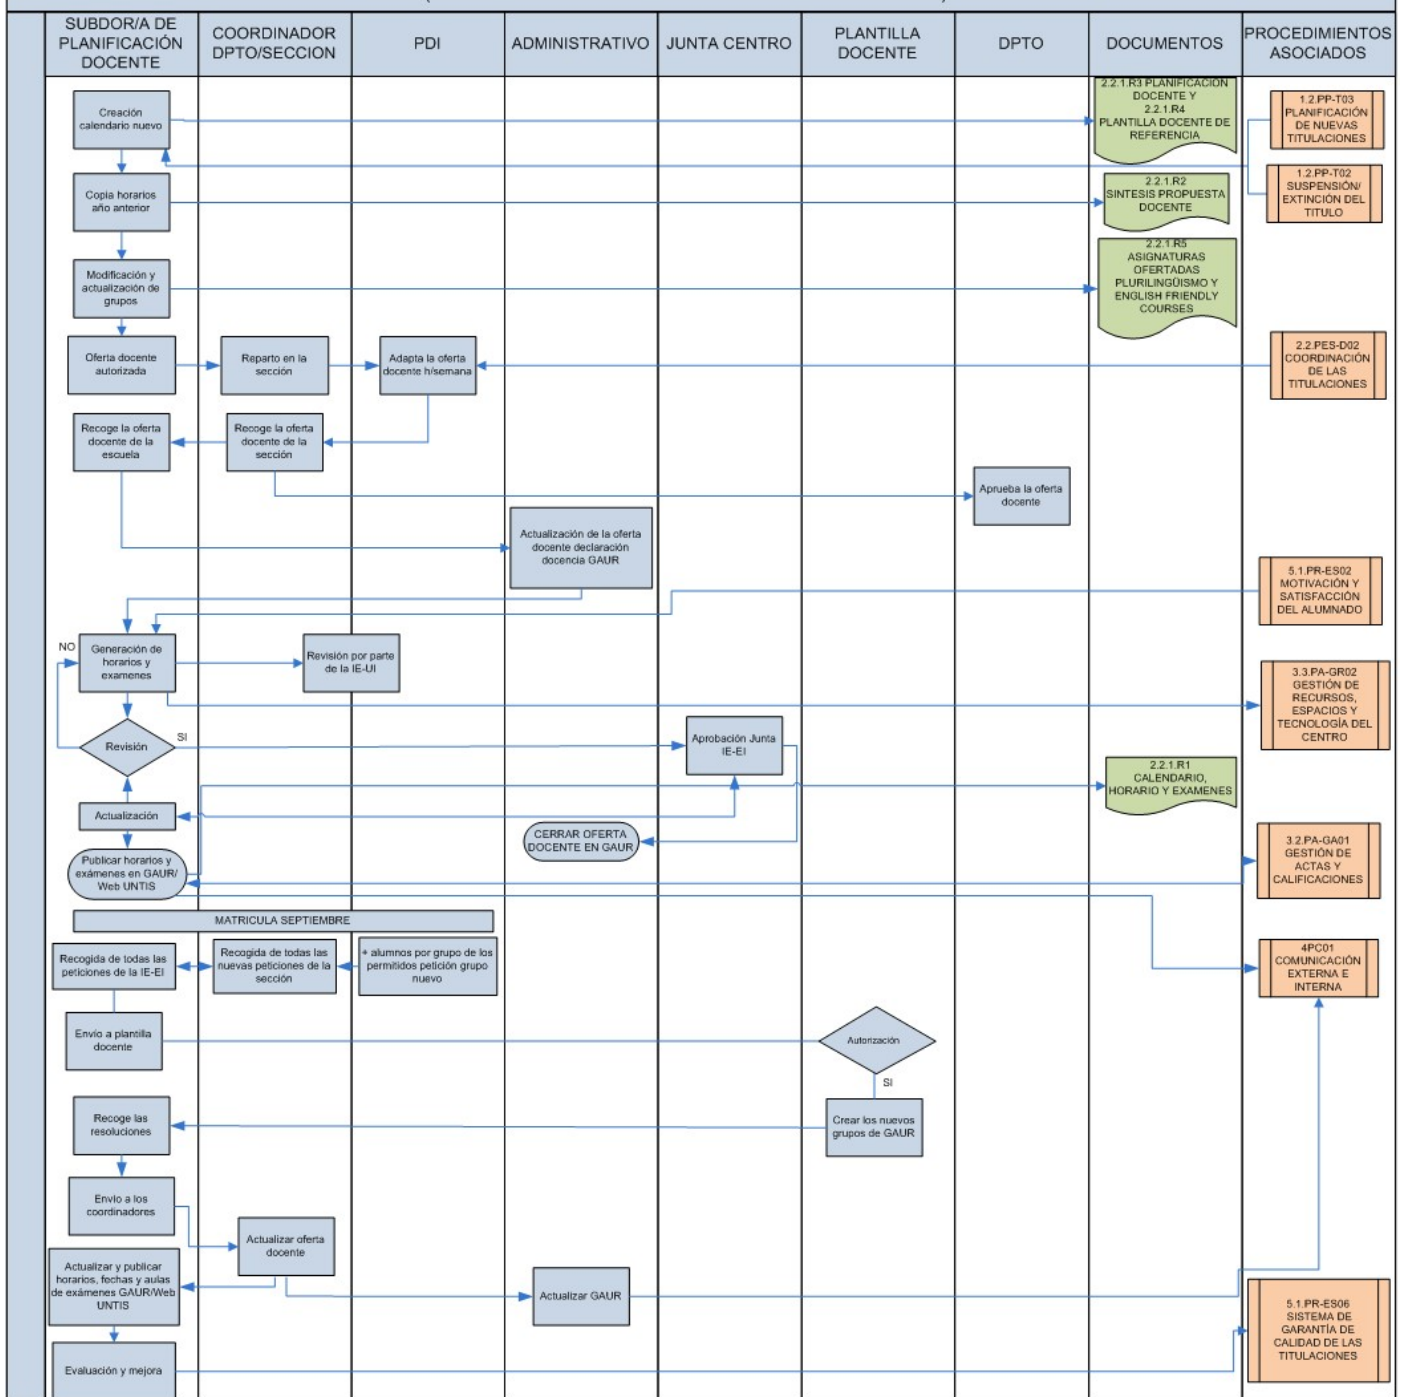 SUBDOR/A DE
PLANIFICACIÓN
DOCENTE
COORDINADOR
DPTO/SECCION
PDI
ADMINISTRATIVO
JUNTA CENTRO
PLANTILLA
DOCENTE
DPTO
DOCUMENTOS
PROCEDIMIENTOS
ASOCIADOS
Creación
calendario nuevo
2.2.1.R3 PLANIFICACIÓN
DOCENTE Y
2.2.1.R4
PLANTILLA DOCENTE DE
REFERENCIA
1.2.PP-T03
PLANIFICACIÓN
DE NUEVAS
TITULACIONES
Copia horarios
año anterior
2.2.1.R2
SINTESIS PROPUESTA
DOCENTE
1.2.PP-T02
SUSPENSIÓN/
EXTINCIÓN DEL
TITULO
Modificación y
actualización de
grupos
2.2.1.R5
ASIGNATURAS
OFERTADAS
PLURILINGÜISMO Y
ENGLISH FRIENDLY
COURSES
Oferta docente
autorizada
Reparto en la
sección
Adapta la oferta
docente h/semana
2.2.PES-D02
COORDINACIÓN
DE LAS
TITULACIONES
Recoge la oferta
docente de la
escuela
Recoge la oferta
docente de la
sección
Aprueba la oferta
docente
Actualización de la oferta
docente declaración
docencia GAUR
5.1.PR-ES02
MOTIVACIÓN Y
SATISFACCIÓN
DEL ALUMNADO
NO
Generación de
horarios y
examenes
Revisión por parte
de la IE-UI
3.3.PA-GR02
GESTIÓN DE
RECURSOS,
ESPACIOS Y
TECNOLOGÍA DEL
CENTRO
Revisión
SI
Aprobación Junta
IE-EI
2.2.1.R1
CALENDARIO,
HORARIO Y EXAMENES
Actualización
CERRAR OFERTA
DOCENTE EN GAUR
Publicar horarios y
exámenes en GAUR/
Web UNTIS
3.2.PA-GA01
GESTIÓN DE
ACTAS Y
CALIFICACIONES
MATRICULA SEPTIEMBRE
Recogida de todas las
peticiones de la IE-EI
Recogida de todas las
nuevas peticiones de la
sección
+ alumnos por grupo de los
permitidos petición grupo
nuevo
4PC01
COMUNICACIÓN
EXTERNA E
INTERNA
Envío a plantilla
docente
Autorización
SI
Recoge las
resoluciones
Crear los nuevos
grupos de GAUR
Envío a los
coordinadores
Actualizar oferta
docente
Actualizar y publicar
horarios, fechas y aulas
de exámenes GAUR/Web
UNTIS
Actualizar GAUR
5.1.PR-ES06
SISTEMA DE
GARANTÍA DE
CALIDAD DE LAS
TITULACIONES
Evaluación y mejora